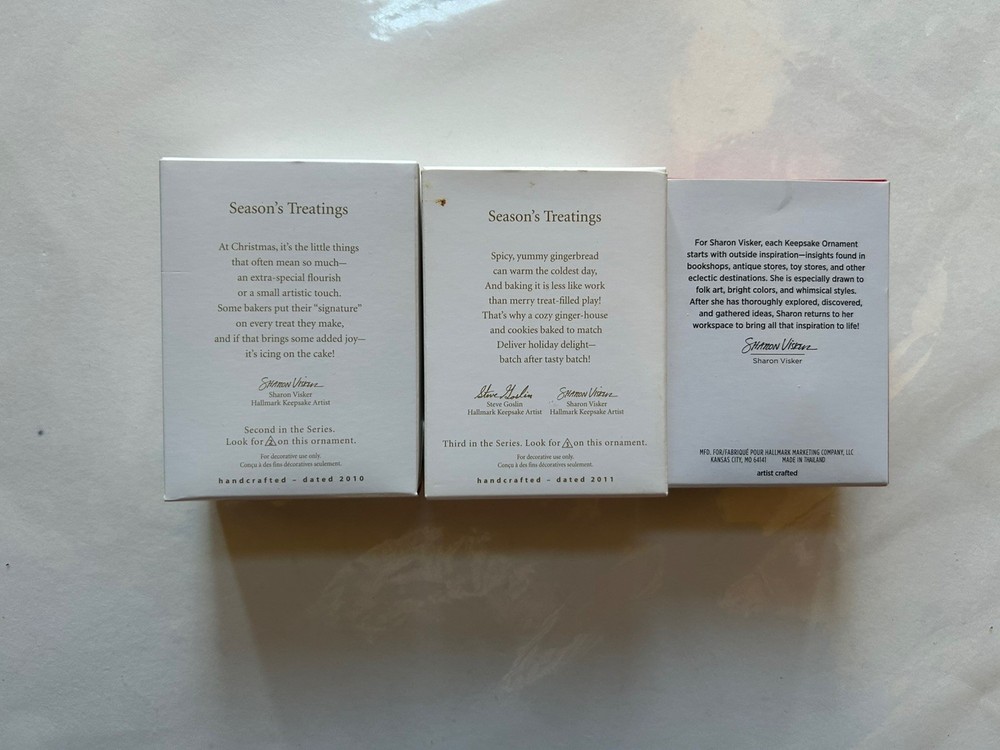 Season's Treatings
At Christmas, it's the little things
that often mean so much—
an extra-special flourish
or a small artistic touch.
Some bakers put their "signature"
on every treat they make,
and if that brings some added joy—
it's icing on the cake!
Sharon Visker
Sharon Visker
Hallmark Keepsake Artist
Second in the Series.
Look for 2 on this ornament.
For decorative use only.
Conçu à des fins décoratives seulement.
handcrafted – dated 2010
Season's Treatings
Spicy, yummy gingerbread
can warm the coldest day,
And baking it is less like work
than merry treat-filled play!
That's why a cozy ginger-house
and cookies baked to match
Deliver holiday delight—
batch after tasty batch!
Steve Goslin Sharon Visker
Steve Goslin Sharon Visker
Hallmark Keepsake Artist Hallmark Keepsake Artist
Third in the Series. Look for on this ornament.
For decorative use only.
Conçu à des fins décoratives seulement.
handcrafted – dated 2011
For Sharon Visker, each Keepsake Ornament
starts with outside inspiration—insights found in
bookshops, antique stores, toy stores, and other
eclectic destinations. She is especially drawn to
folk art, bright colors, and whimsical styles.
After she has thoroughly explored, discovered,
and gathered ideas, Sharon returns to her
workspace to bring all that inspiration to life!
Sharon Visker
Sharon Visker
MFD. FOR/FABRIQUÉ POUR HALLMARK MARKETING COMPANY, LLC
KANSAS CITY, MO 64141 MADE IN THAILAND
artist crafted